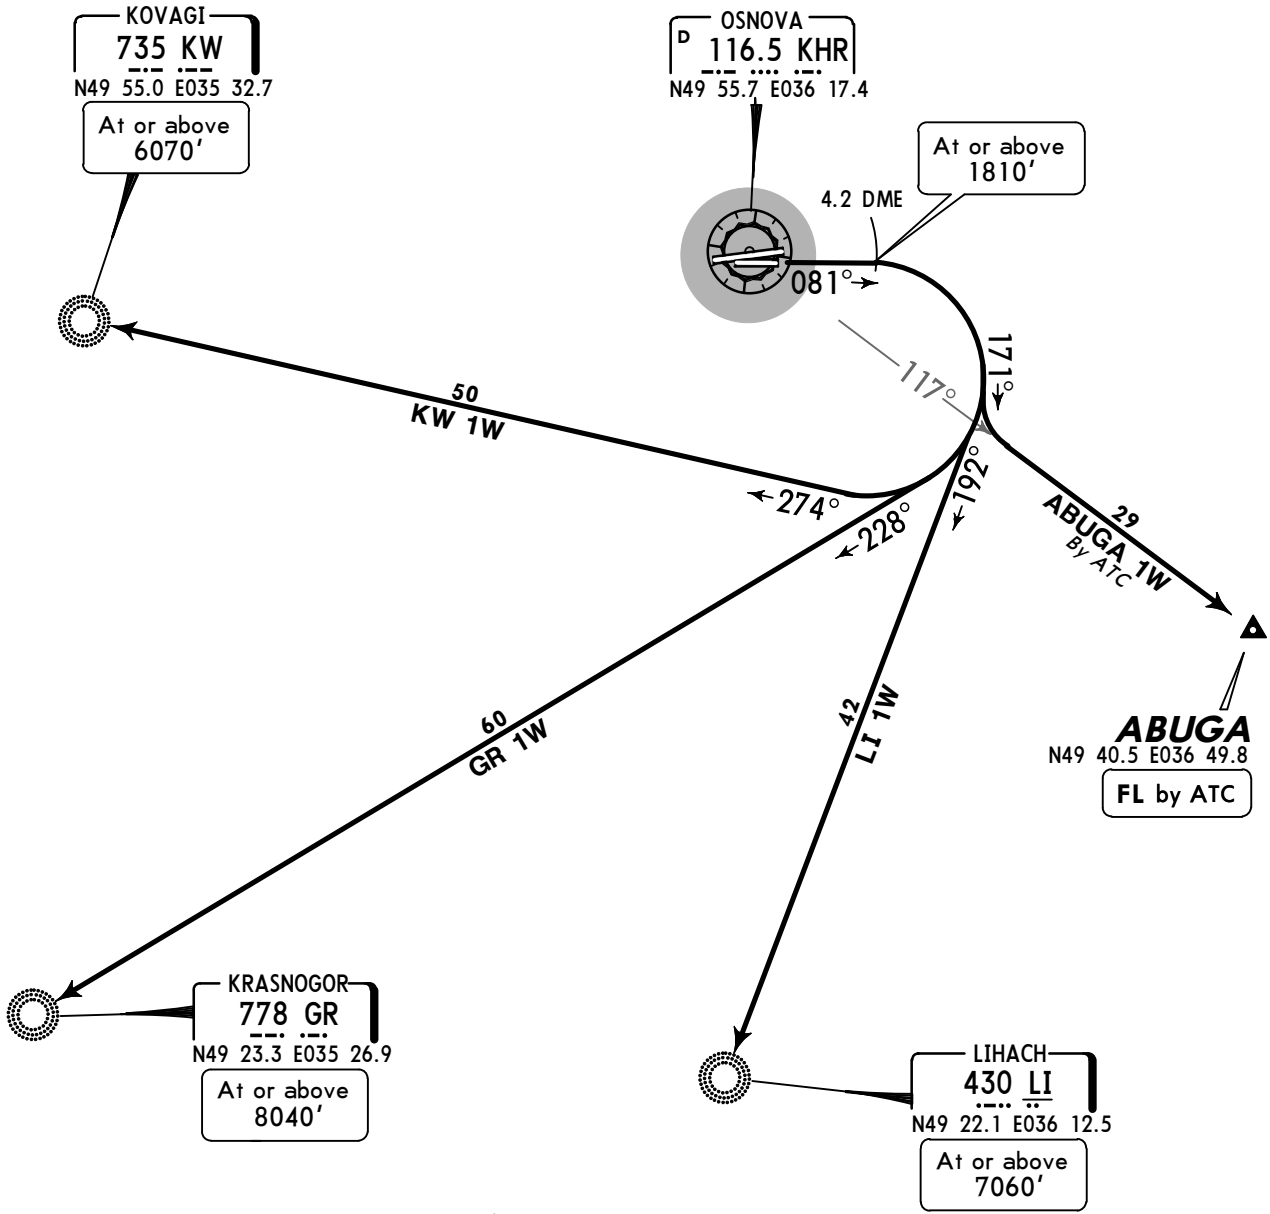 KOVAGI
735 KW
N49 55.0 E035 32.7
At or above
6070'
OSNOVA
D 116.5 KHR
N49 55.7 E036 17.4
At or above
1810'
4.2 DME
081°
171°
117°
50
KW 1W
274°
228°
192°
29
ABUGA 1W
By ATC
60
GR 1W
42
LI 1W
ABUGA
N49 40.5 E036 49.8
FL by ATC
KRASNOGOR
778 GR
N49 23.3 E035 26.9
At or above
8040'
LIHACH
430 LI
N49 22.1 E036 12.5
At or above
7060'